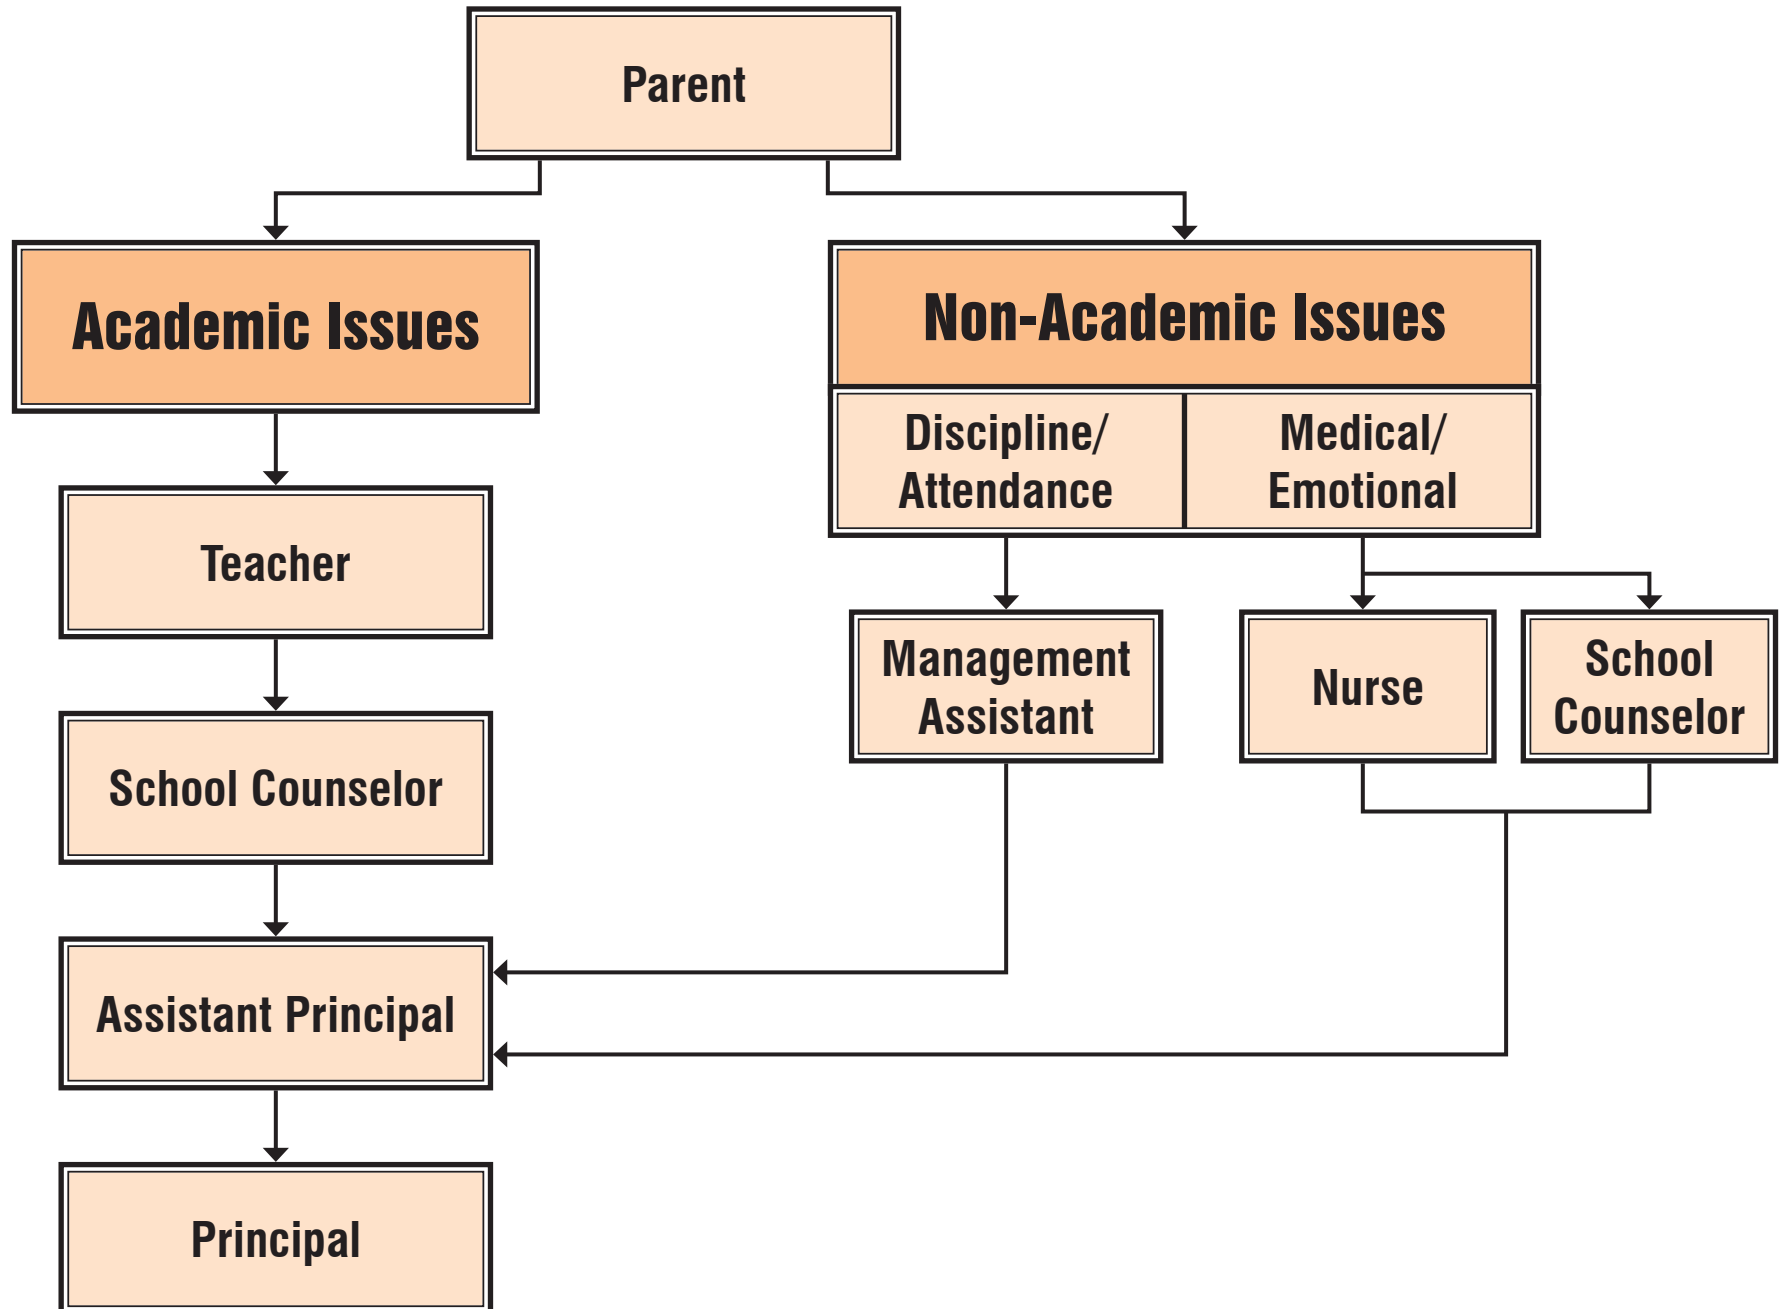 Parent
Academic Issues
Non-Academic Issues
Discipline/
Attendance
Medical/
Emotional
Teacher
School Counselor
Management
Assistant
Nurse
School
Counselor
Assistant Principal
Principal